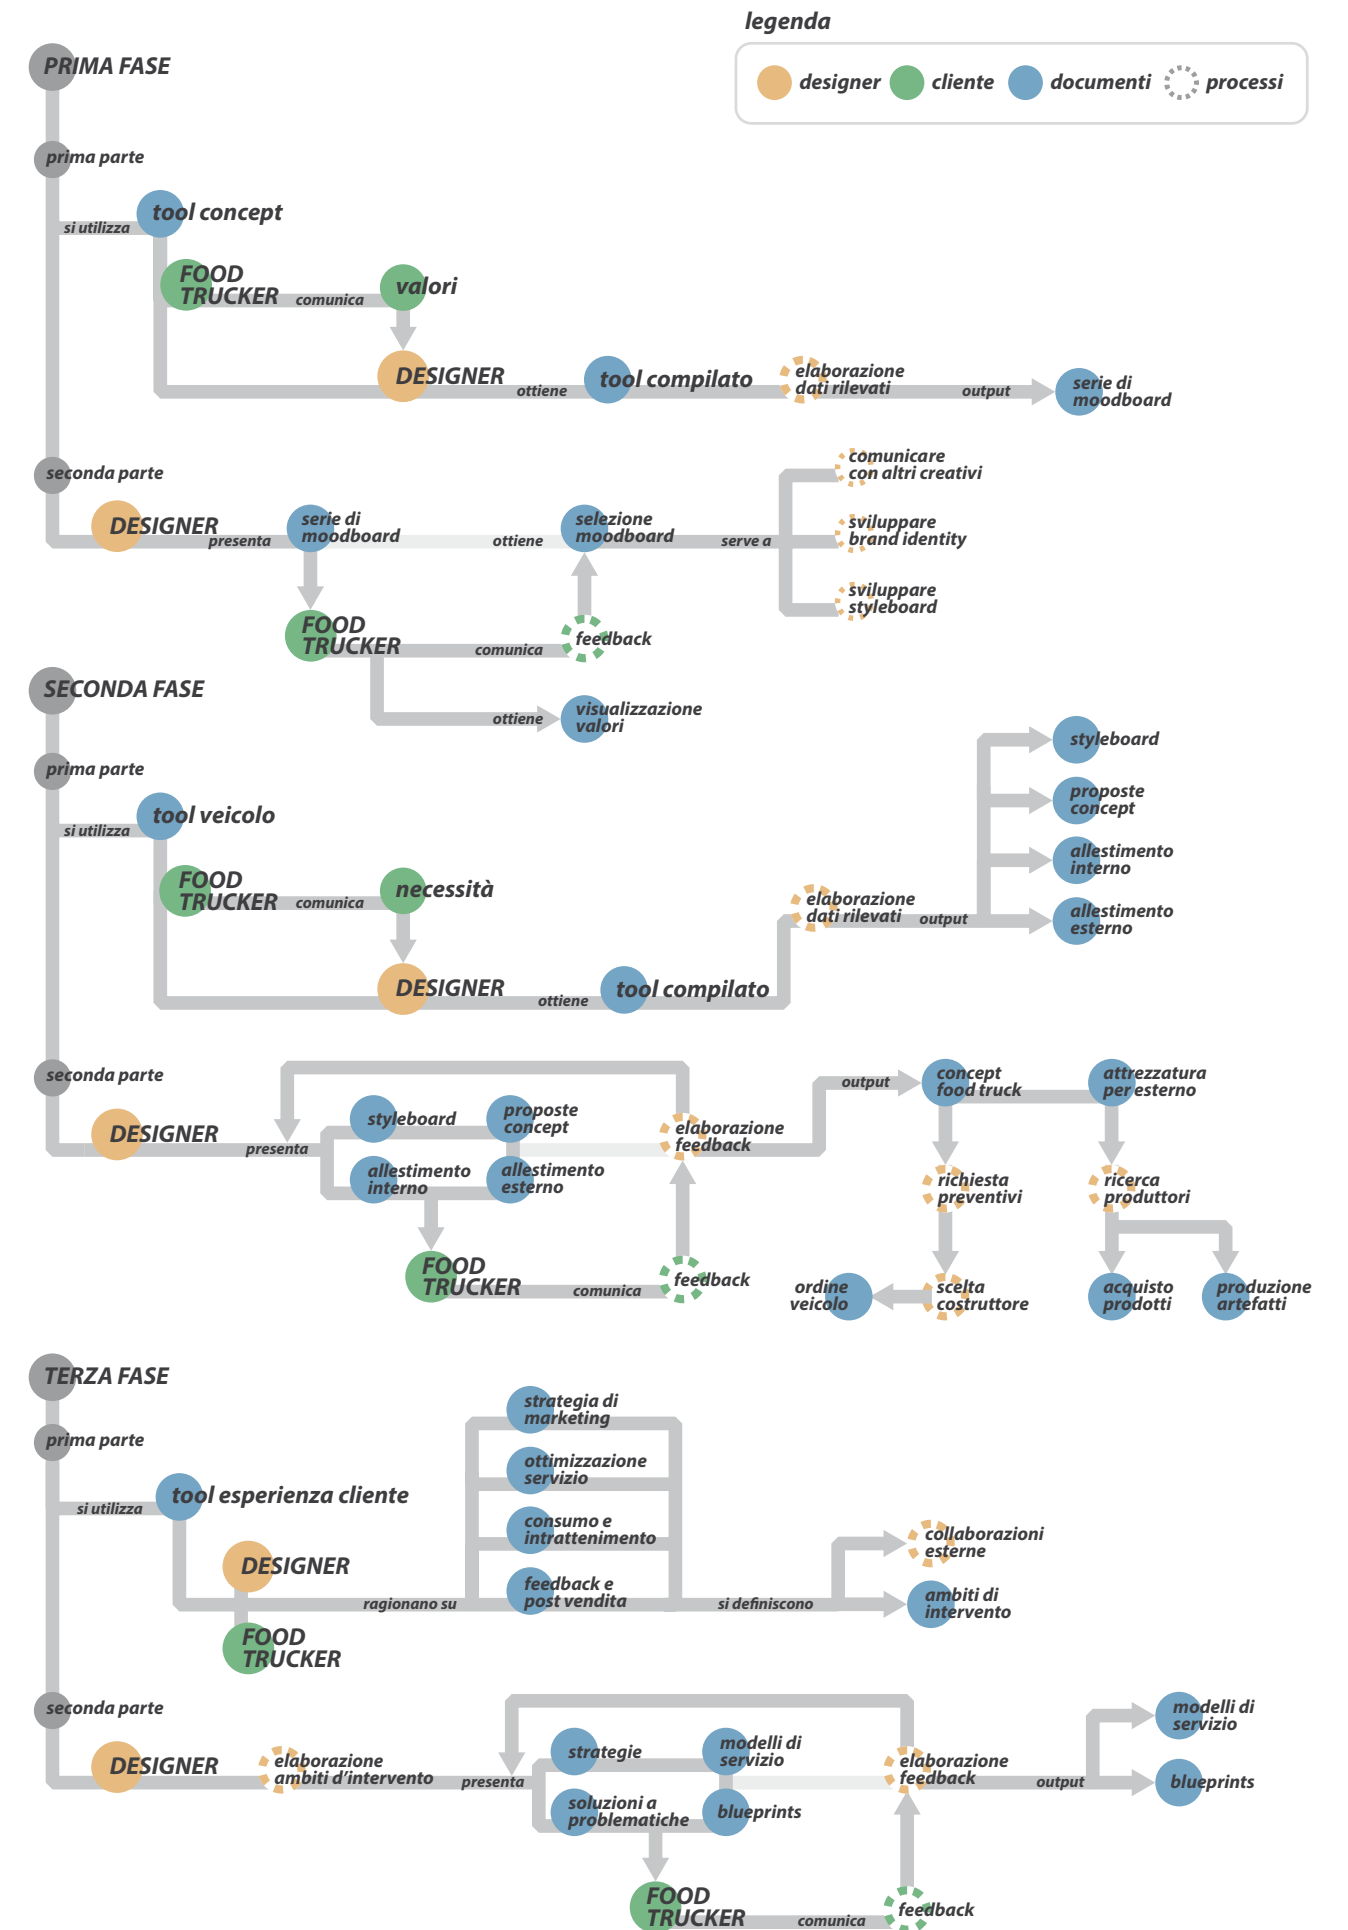 legenda
designer
cliente
documenti
processi
PRIMA FASE
prima parte
si utilizza
tool concept
FOOD
TRUCKER
comunica
valori
DESIGNER
ottiene
tool compilato
elaborazione
dati rilevati
output
serie di
moodboard
seconda parte
DESIGNER
presenta
serie di
moodboard
ottiene
selezione
moodboard
serve a
comunicare
con altri creativi
sviluppare
brand identity
sviluppare
styleboard
FOOD
TRUCKER
comunica
feedback
ottiene
visualizzazione
valori
SECONDA FASE
prima parte
si utilizza
tool veicolo
FOOD
TRUCKER
comunica
necessità
DESIGNER
ottiene
tool compilato
elaborazione
dati rilevati
output
styleboard
proposte
concept
allestimento
interno
allestimento
esterno
seconda parte
DESIGNER
presenta
styleboard
proposte
concept
allestimento
interno
allestimento
esterno
elaborazione
feedback
FOOD
TRUCKER
comunica
feedback
output
concept
food truck
attrezzatura
per esterno
richiesta
preventivi
ricerca
produttori
ordine
veicolo
scelta
costruttore
acquisto
prodotti
produzione
artefatti
TERZA FASE
prima parte
si utilizza
tool esperienza cliente
DESIGNER
FOOD
TRUCKER
ragionano su
strategia di
marketing
ottimizzazione
servizio
consumo e
intrattenimento
feedback e
post vendita
si definiscono
collaborazioni
esterne
ambiti di
intervento
seconda parte
DESIGNER
elaborazione
ambiti d'intervento
presenta
strategie
modelli di
servizio
soluzioni a
problematiche
blueprints
elaborazione
feedback
output
modelli di
servizio
blueprints
FOOD
TRUCKER
comunica
feedback